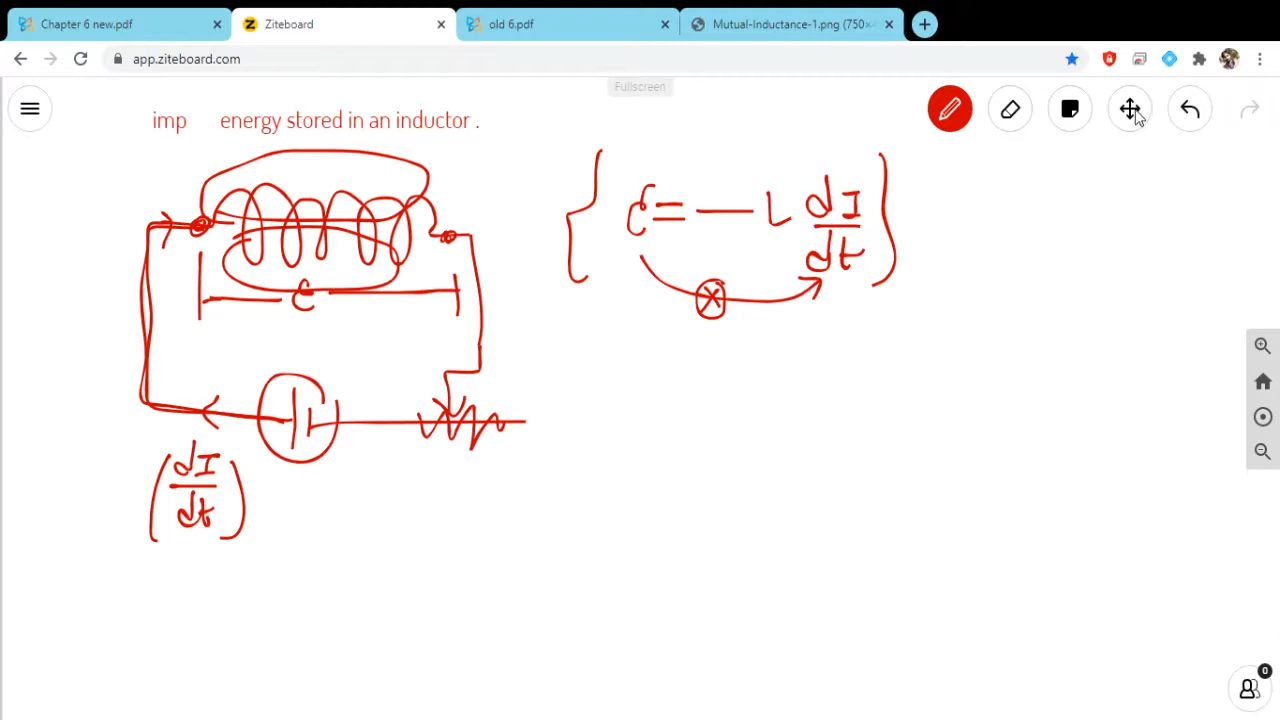 Chapter 6 new.pdf
Ziteboard
old 6.pdf
Mutual-Inductance-1.png (750×
app.ziteboard.com
Fullscreen
imp energy stored in an inductor .
ε = — L dI/dt
ε
(dI/dt)
0